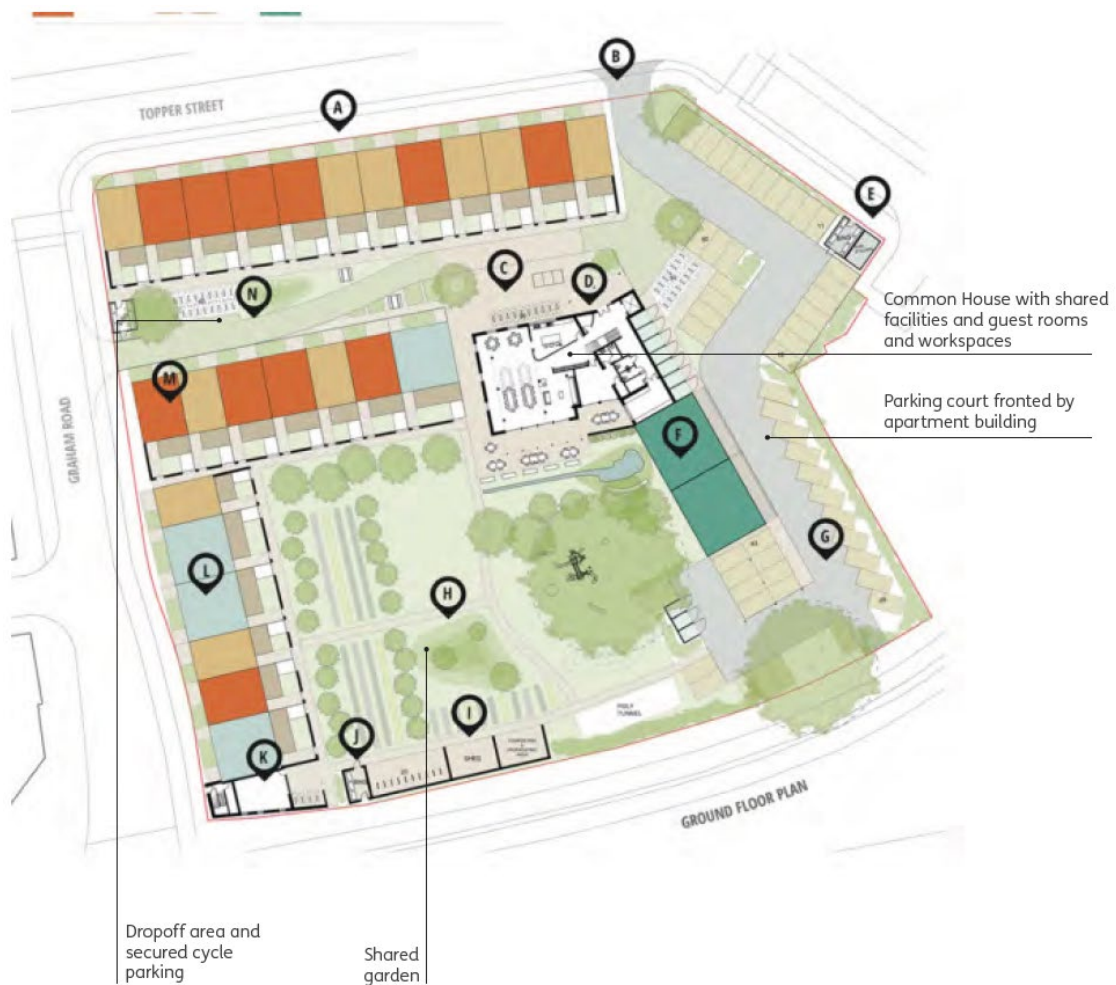 B
TOPPER STREET
A
E
C
D
N
Common House with shared
facilities and guest rooms
and workspaces
Parking court fronted by
apartment building
M
GRAHAM ROAD
F
G
L
H
I
J
SHED
K
POLY
TUNNEL
GROUND FLOOR PLAN
Dropoff area and
secured cycle
parking
Shared
garden